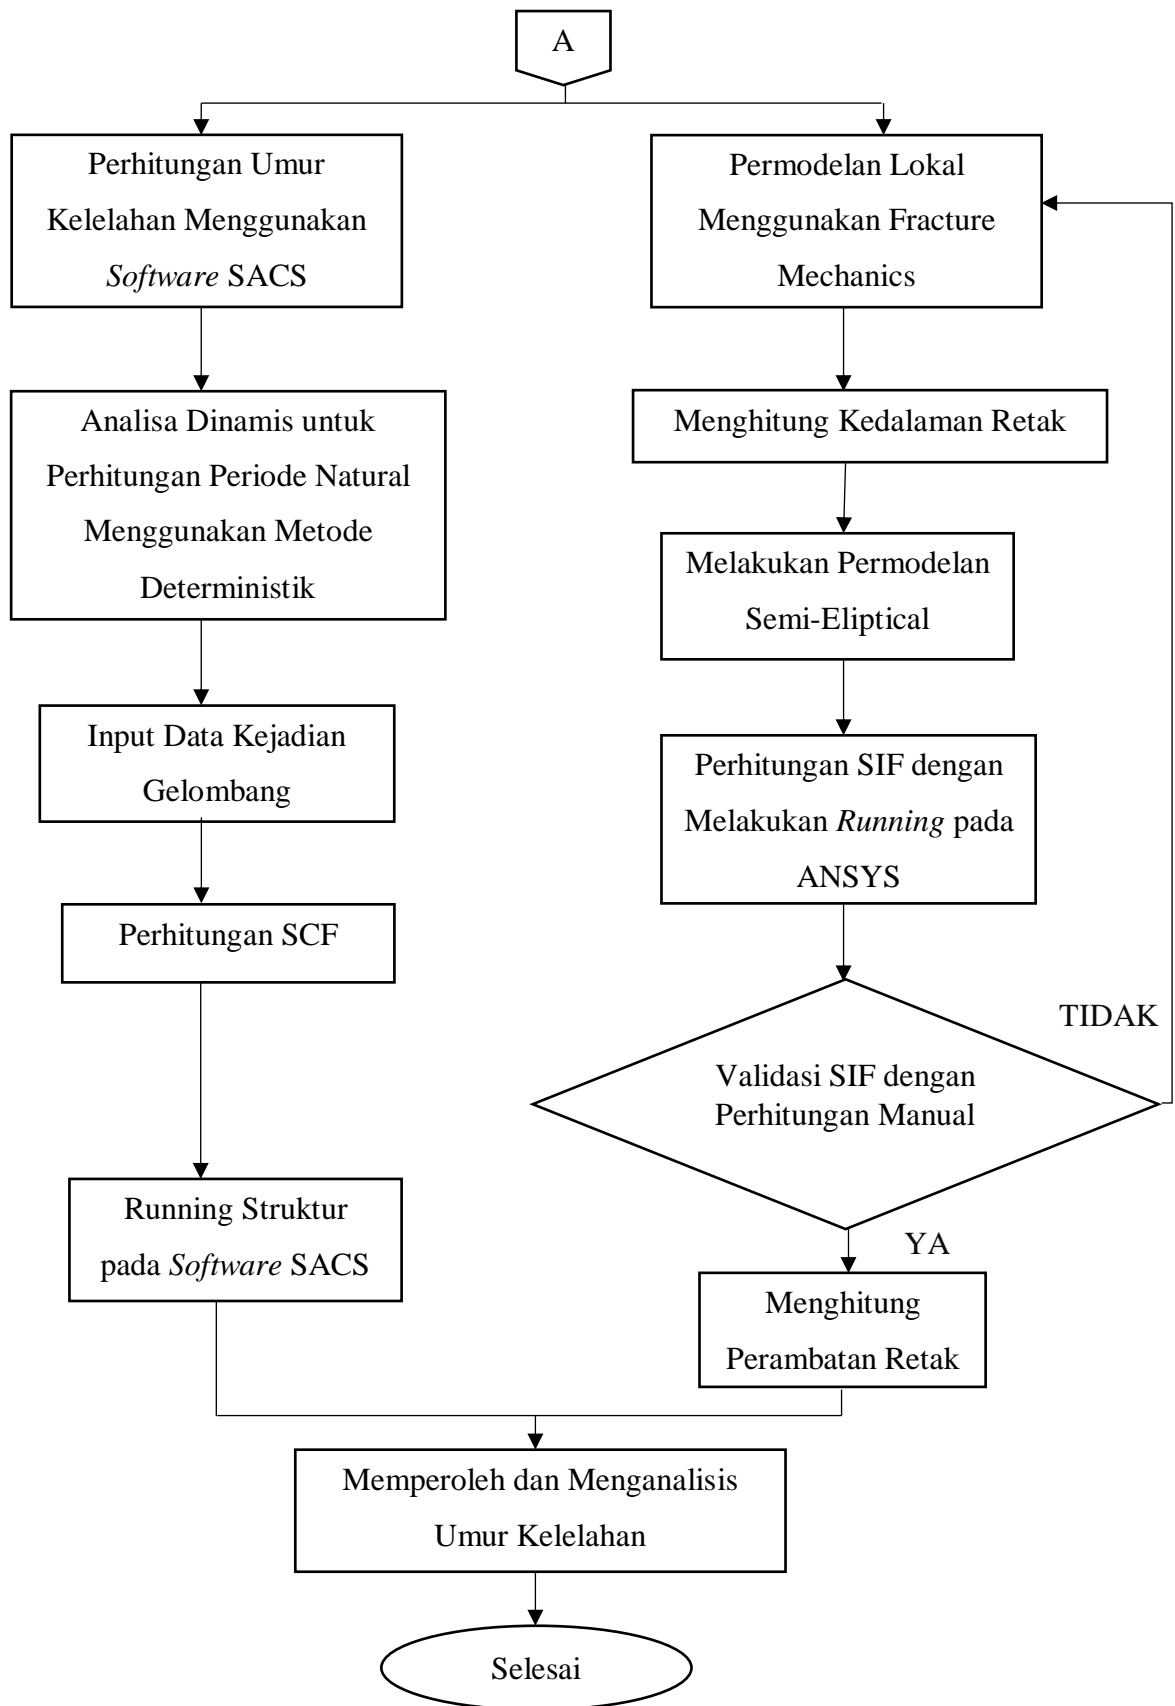 A
Perhitungan Umur
Kelelahan Menggunakan
Software SACS
Analisa Dinamis untuk
Perhitungan Periode Natural
Menggunakan Metode
Deterministik
Input Data Kejadian
Gelombang
Perhitungan SCF
Running Struktur
pada Software SACS
Permodelan Lokal
Menggunakan Fracture
Mechanics
Menghitung Kedalaman Retak
Melakukan Permodelan
Semi-Eliptical
Perhitungan SIF dengan
Melakukan Running pada
ANSYS
Validasi SIF dengan
Perhitungan Manual
TIDAK
YA
Menghitung
Perambatan Retak
Memperoleh dan Menganalisis
Umur Kelelahan
Selesai